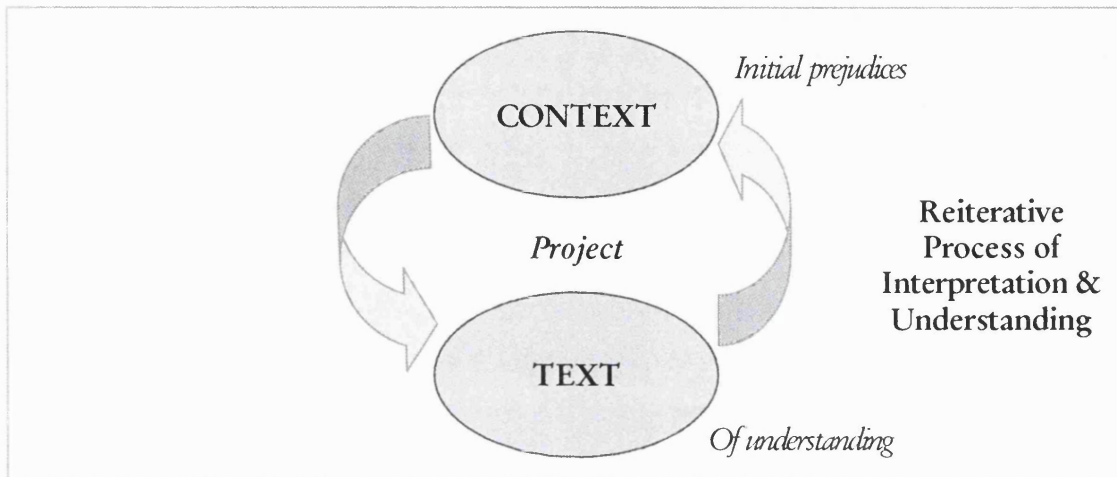 Initial prejudices
CONTEXT
Reiterative
Process of
Interpretation &
Understanding
Project
TEXT
Of understanding